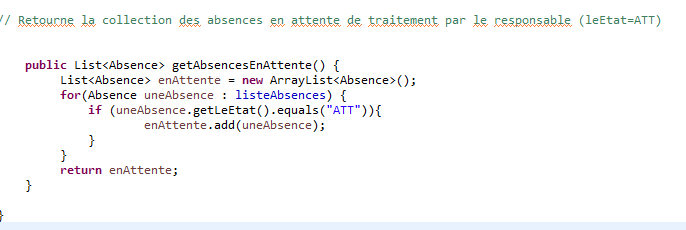 // Retourne la collection des absences en attente de traitement par le responsable (leEtat=ATT)
public List<Absence> getAbsencesEnAttente() {
List<Absence> enAttente = new ArrayList<Absence>();
for(Absence uneAbsence : listeAbsences) {
if (uneAbsence.getLeEtat().equals("ATT")){
enAttente.add(uneAbsence);
}
}
return enAttente;
}
}